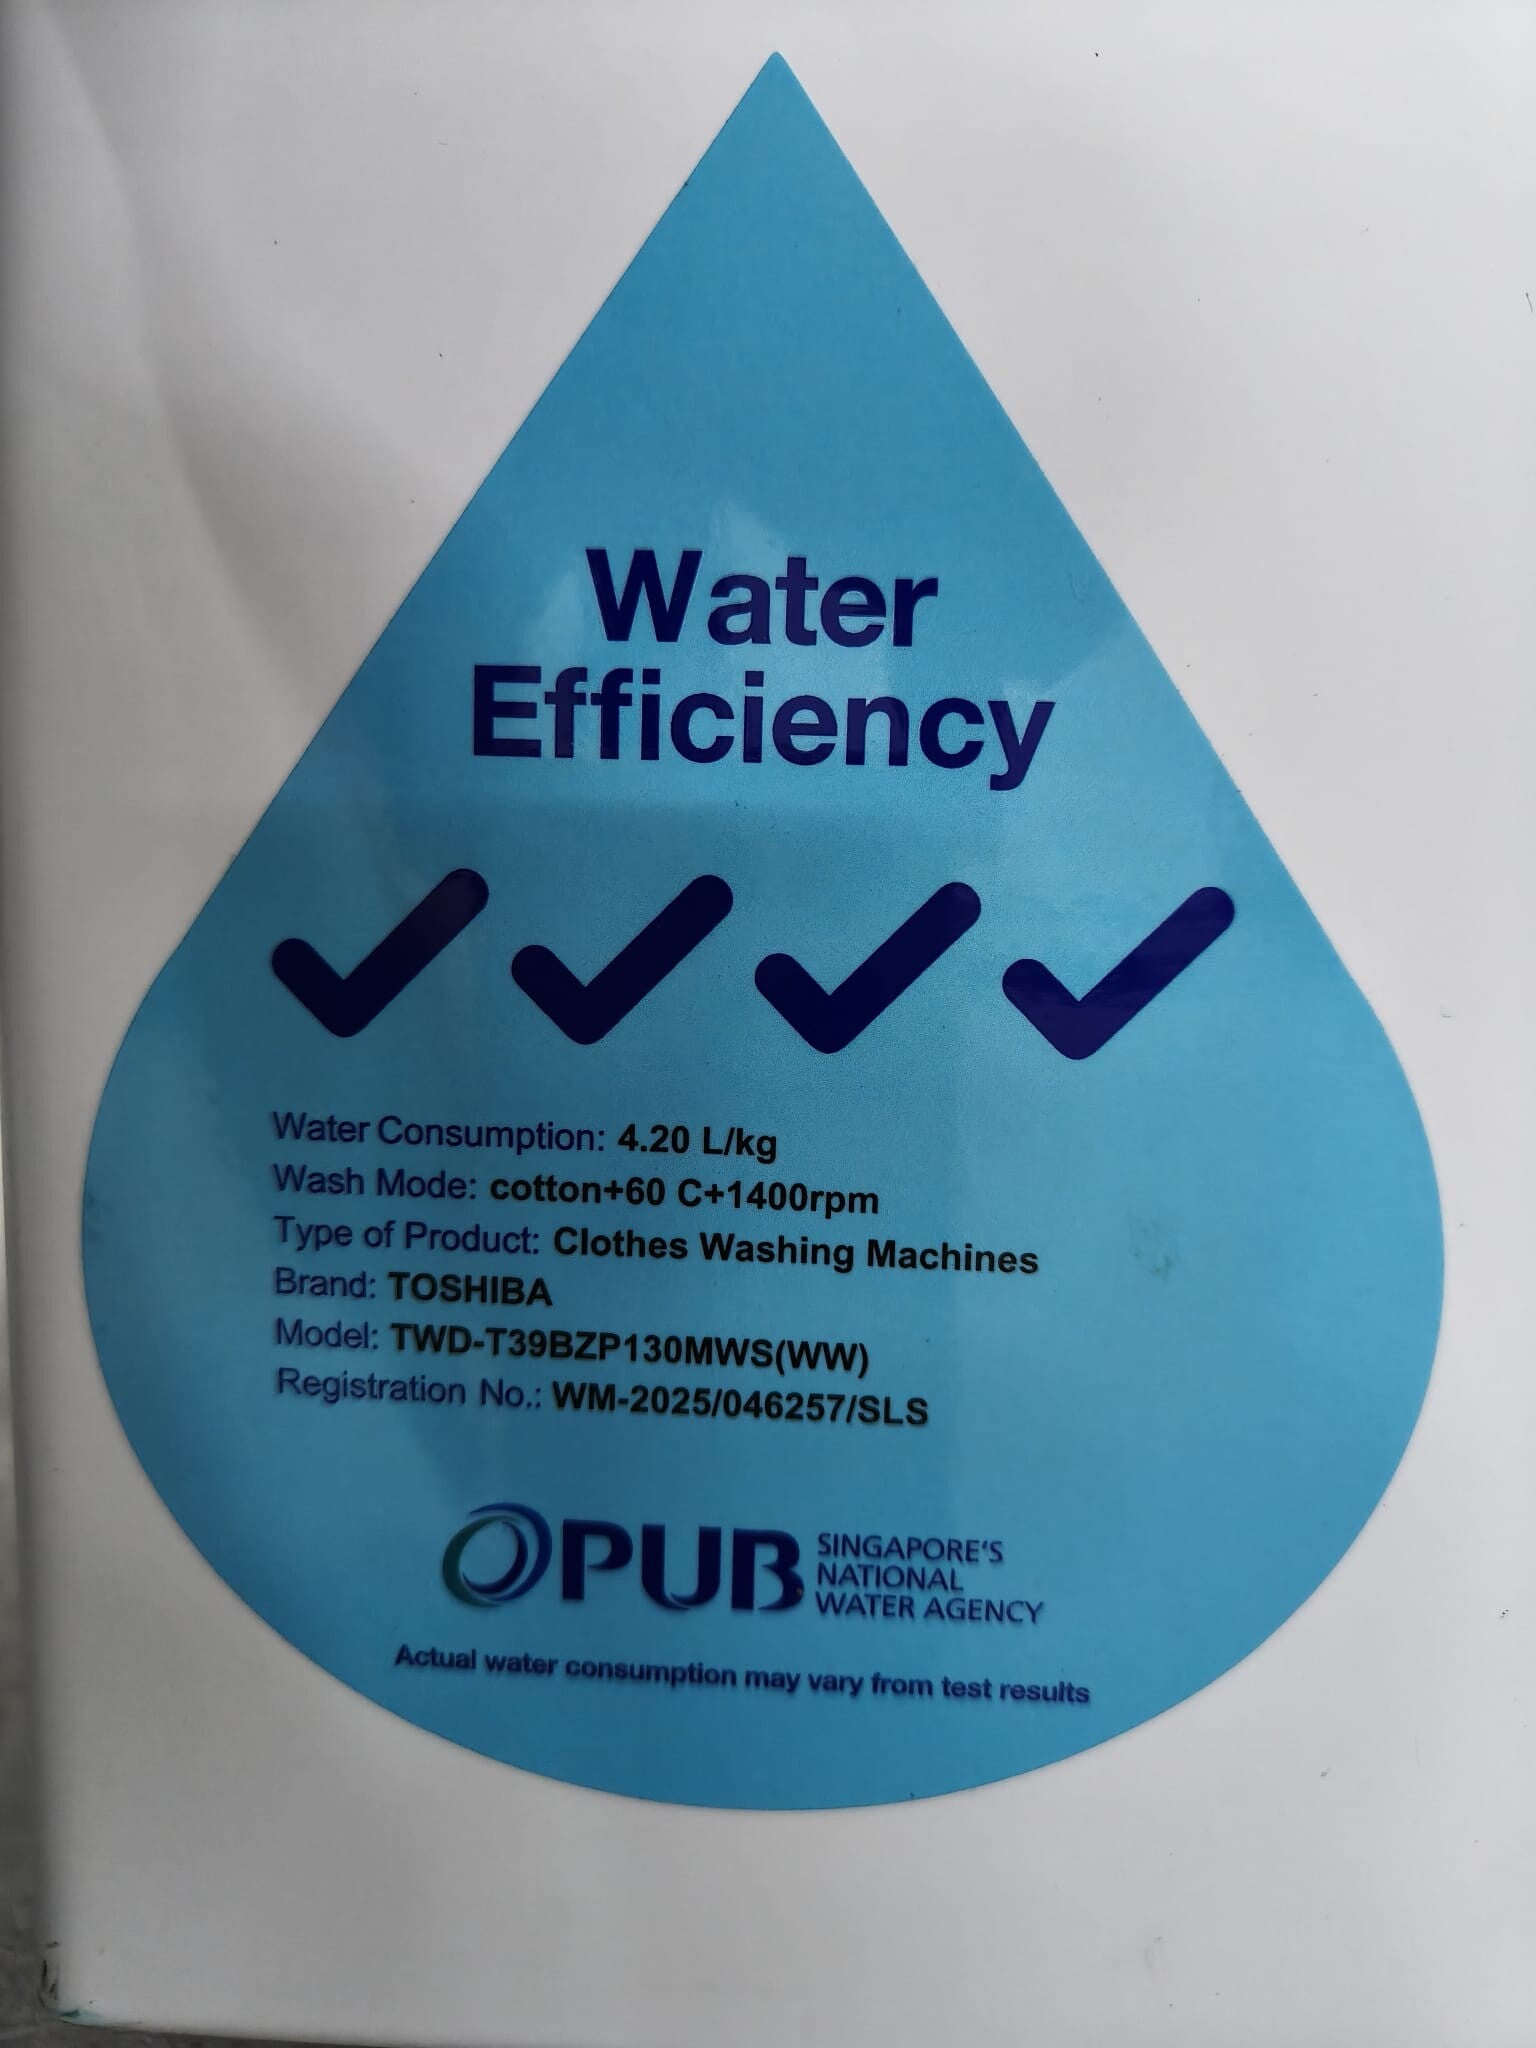 Water
Efficiency
Water Consumption: 4.20 L/kg
Wash Mode: cotton+60 C+1400rpm
Type of Product: Clothes Washing Machines
Brand: TOSHIBA
Model: TWD-T39BZP130MWS(WW)
Registration No.: WM-2025/046257/SLS
PUB SINGAPORE'S
NATIONAL
WATER AGENCY
Actual water consumption may vary from test results